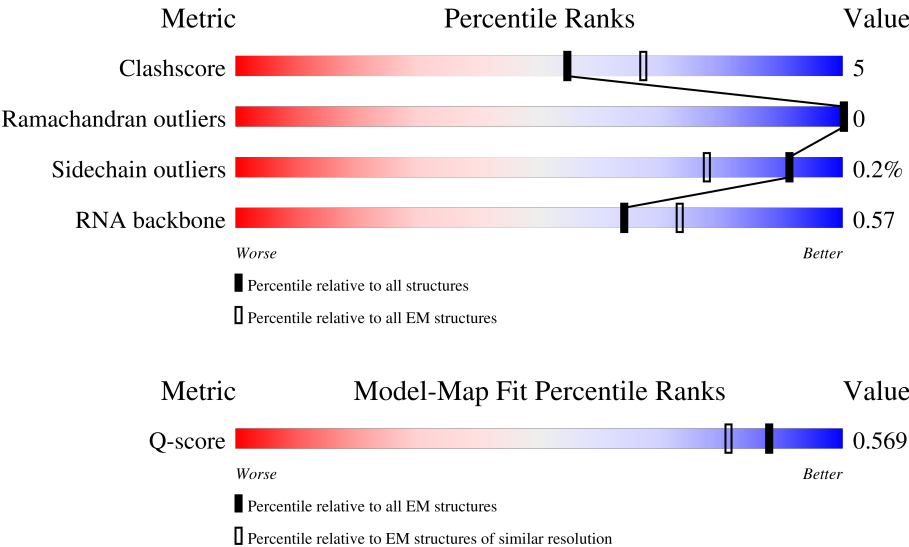 Metric Percentile Ranks Value
Clashscore 5
Ramachandran outliers 0
Sidechain outliers 0.2%
RNA backbone 0.57
Worse Better
Percentile relative to all structures
Percentile relative to all EM structures
Metric Model-Map Fit Percentile Ranks Value
Q-score 0.569
Worse Better
Percentile relative to all EM structures
Percentile relative to EM structures of similar resolution